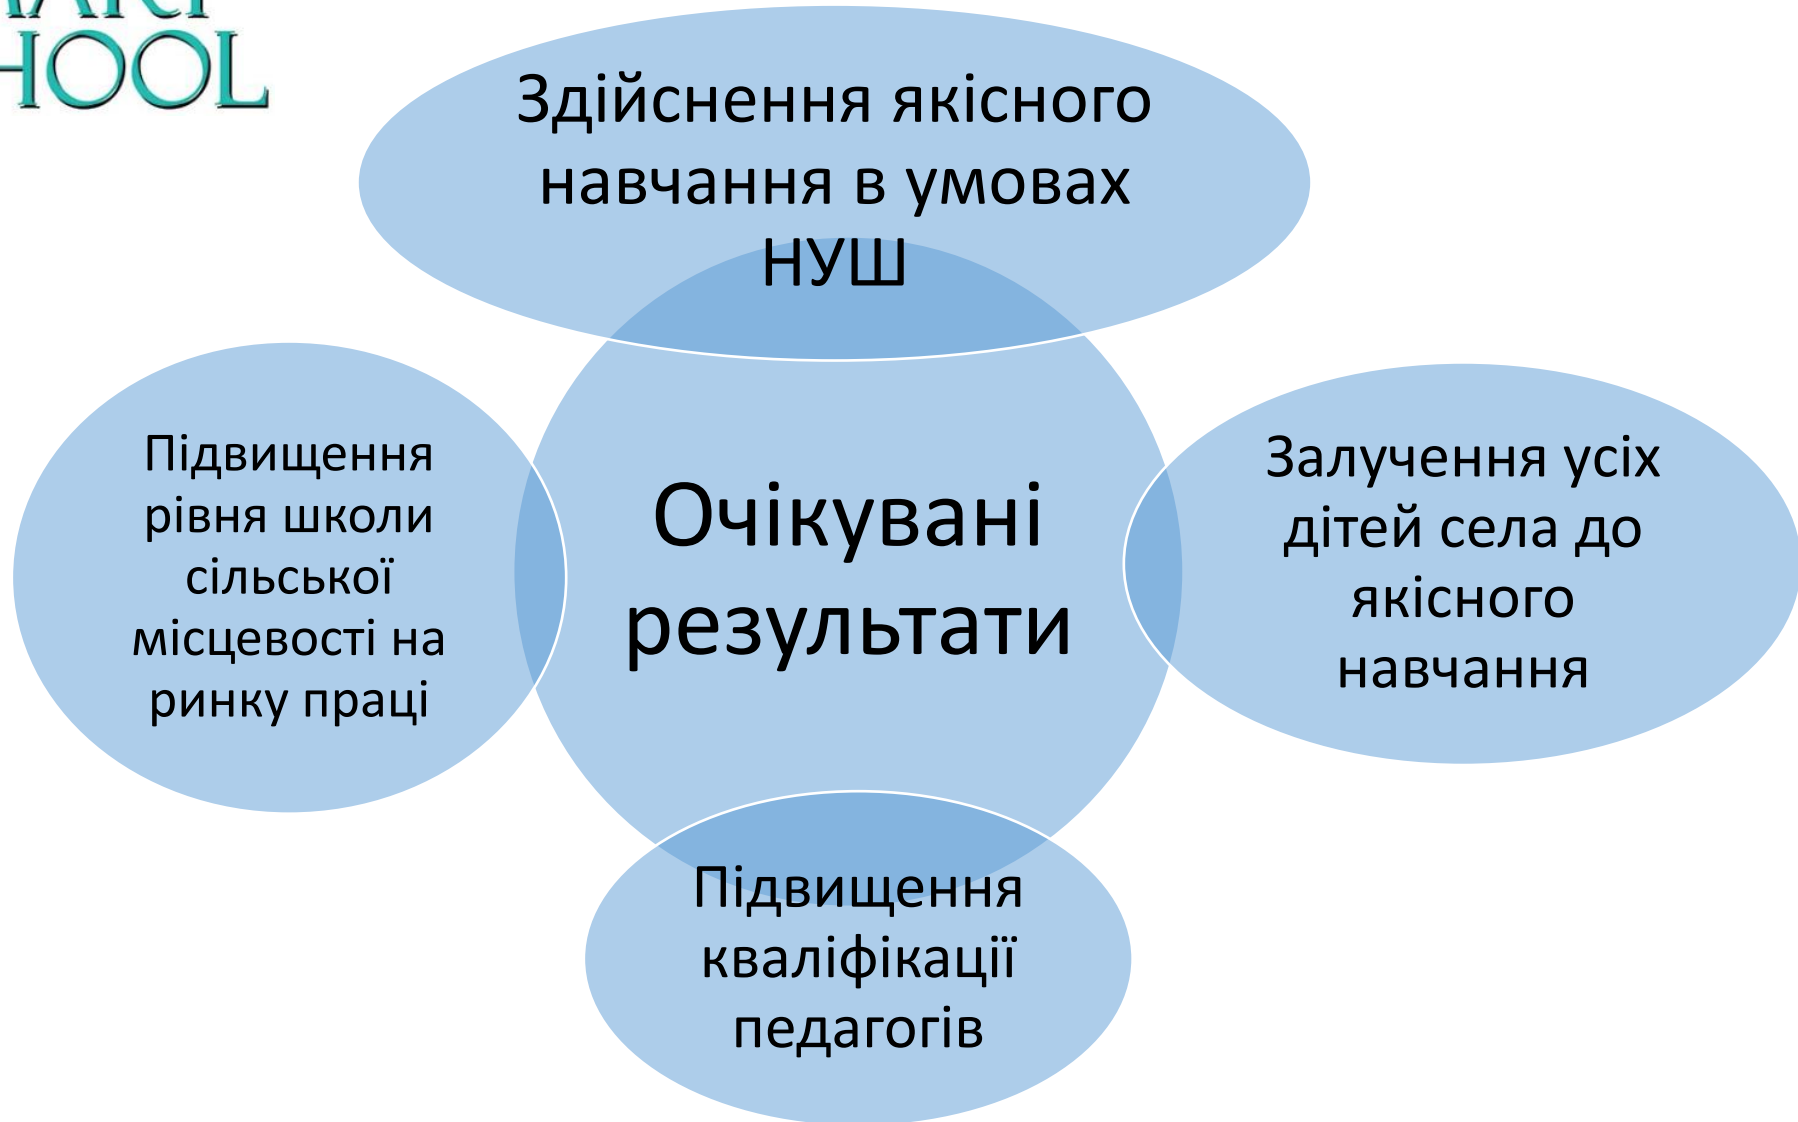 HOOL
Здійснення якісного
навчання в умовах
НУШ
Підвищення
рівня школи
сільської
місцевості на
ринку праці
Очікувані
результати
Залучення усіх
дітей села до
якісного
навчання
Підвищення
кваліфікації
педагогів